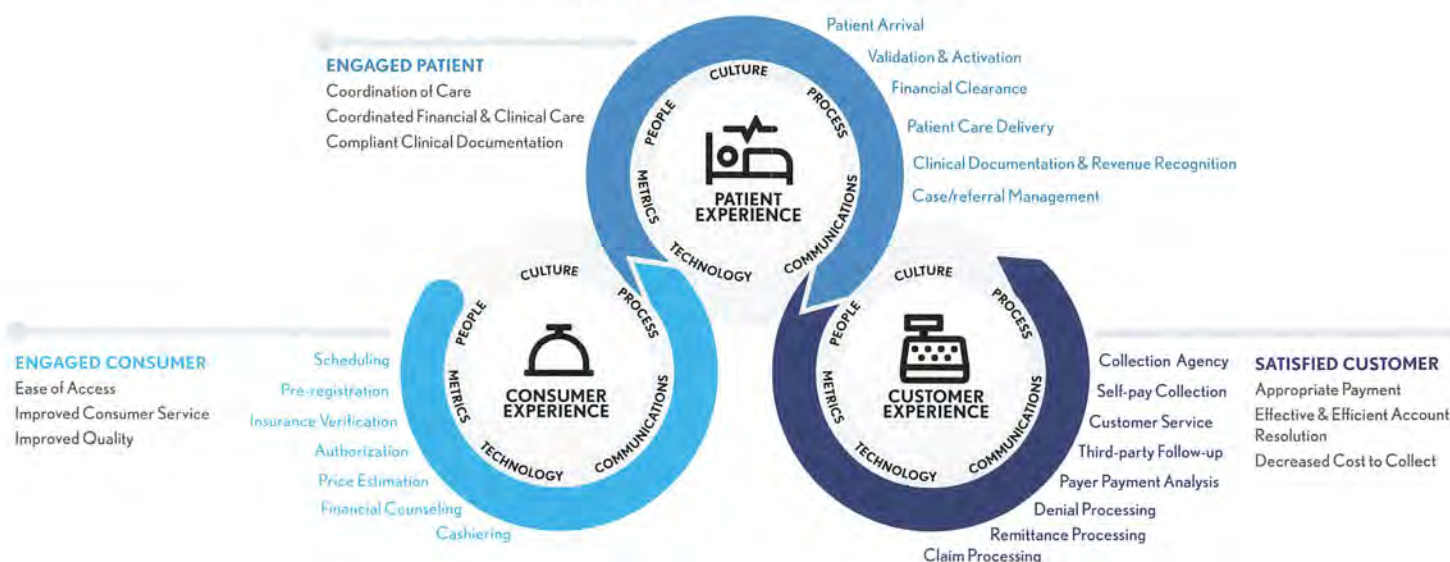 ENGAGED PATIENT
Coordination of Care
Coordinated Financial & Clinical Care
Compliant Clinical Documentation
CULTURE
PEOPLE
PROCESS
METRICS
COMMUNICATIONS
TECHNOLOGY
PATIENT
EXPERIENCE
Patient Arrival
Validation & Activation
Financial Clearance
Patient Care Delivery
Clinical Documentation & Revenue Recognition
Case/referral Management
ENGAGED CONSUMER
Ease of Access
Improved Consumer Service
Improved Quality
Scheduling
Pre-registration
Insurance Verification
Authorization
Price Estimation
Financial Counseling
Cashiering
CULTURE
PEOPLE
PROCESS
METRICS
COMMUNICATIONS
TECHNOLOGY
CONSUMER
EXPERIENCE
CULTURE
PEOPLE
PROCESS
METRICS
COMMUNICATIONS
TECHNOLOGY
CUSTOMER
EXPERIENCE
Collection Agency
Self-pay Collection
Customer Service
Third-party Follow-up
Payer Payment Analysis
Denial Processing
Remittance Processing
Claim Processing
SATISFIED CUSTOMER
Appropriate Payment
Effective & Efficient Account
Resolution
Decreased Cost to Collect